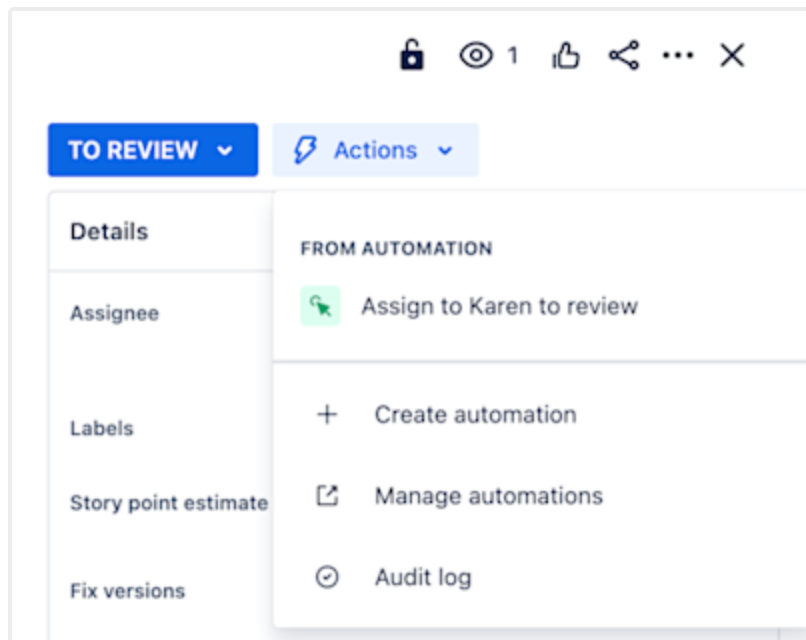 1
TO REVIEW
Actions
Details
FROM AUTOMATION
Assign to Karen to review
Assignee
Create automation
Labels
Manage automations
Story point estimate
Audit log
Fix versions